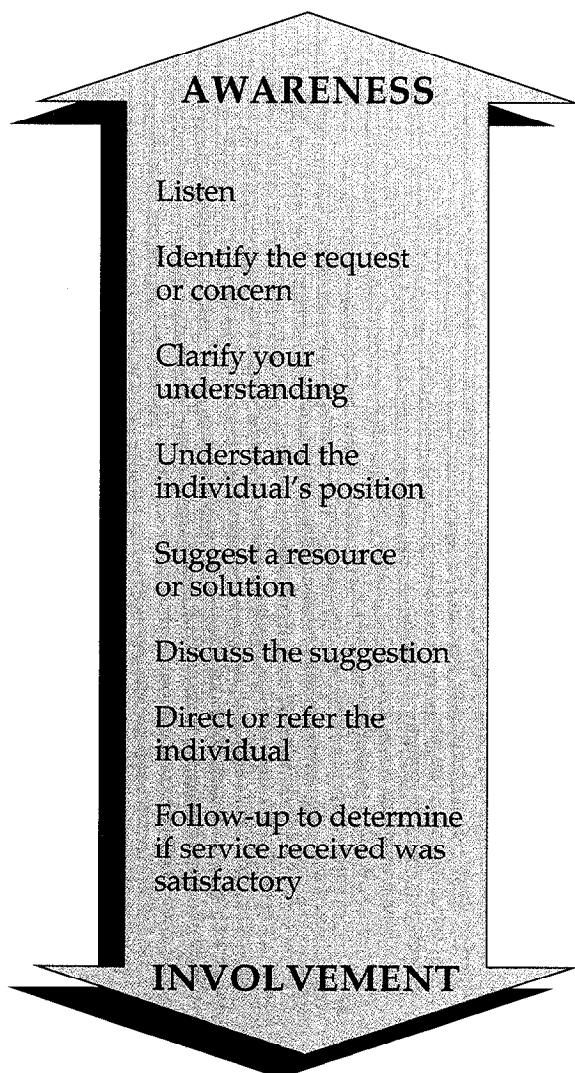 AWARENESS
Listen
Identify the request
or concern
Clarify your
understanding
Understand the
individual's position
Suggest a resource
or solution
Discuss the suggestion
Direct or refer the
individual
Follow-up to determine
if service received was
satisfactory
INVOLVEMENT